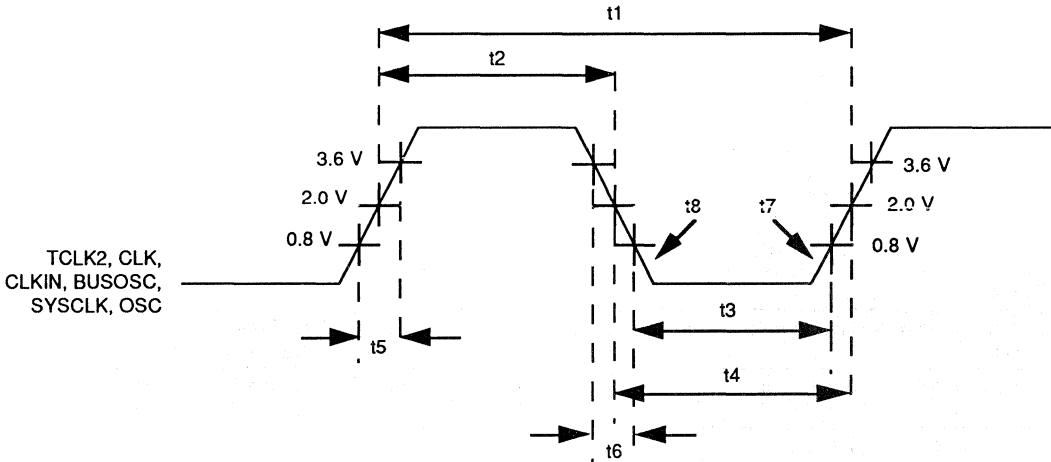 t1
t2
3.6 V
3.6 V
2.0 V
2.0 V
t8
t7
0.8 V
0.8 V
TCLK2, CLK,
CLKIN, BUSOSC,
SYSCLK, OSC
t3
t5
t4
t6